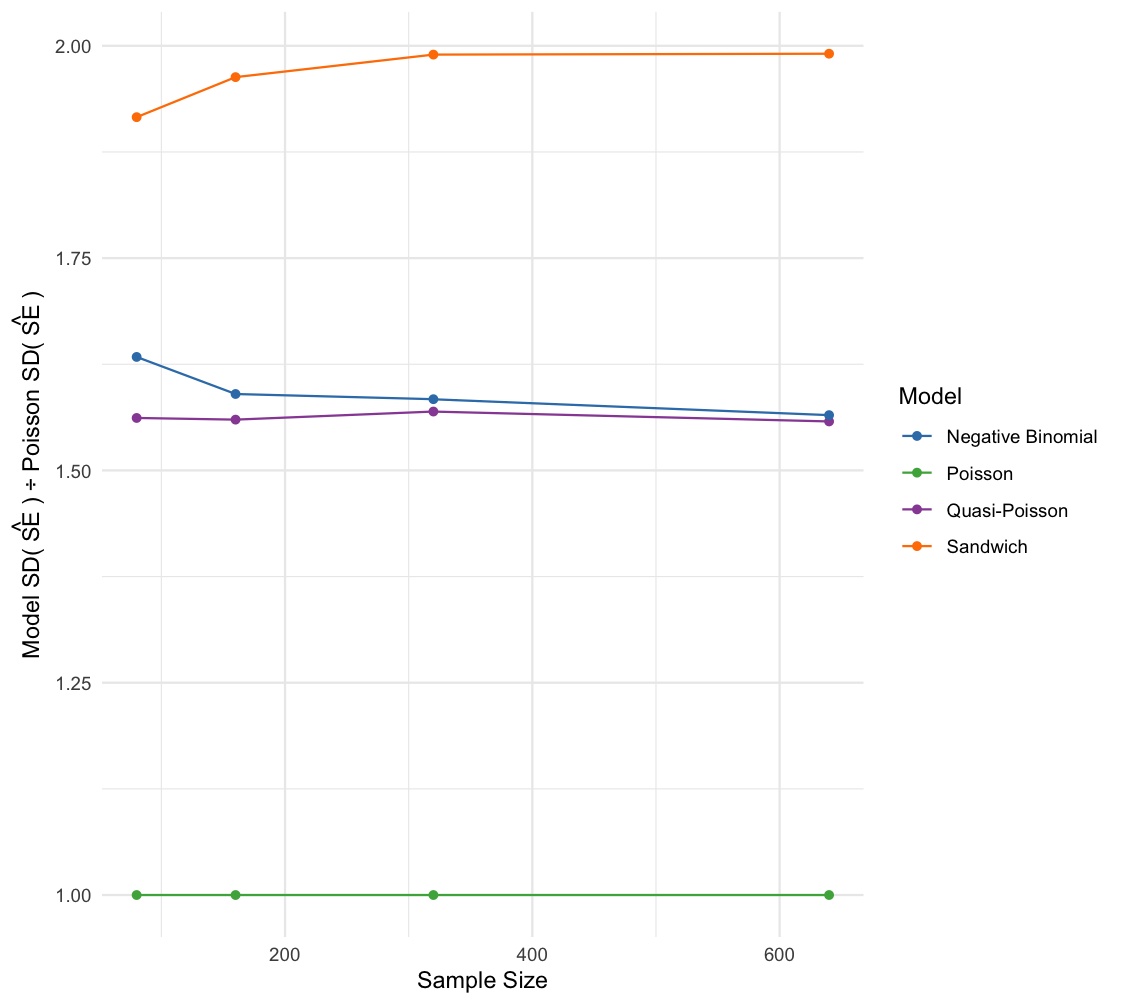 2.00
1.75
1.50
1.25
1.00
Model SD( SÊ ) ÷ Poisson SD( SÊ )
200 400 600
Sample Size
Model
Negative Binomial
Poisson
Quasi-Poisson
Sandwich